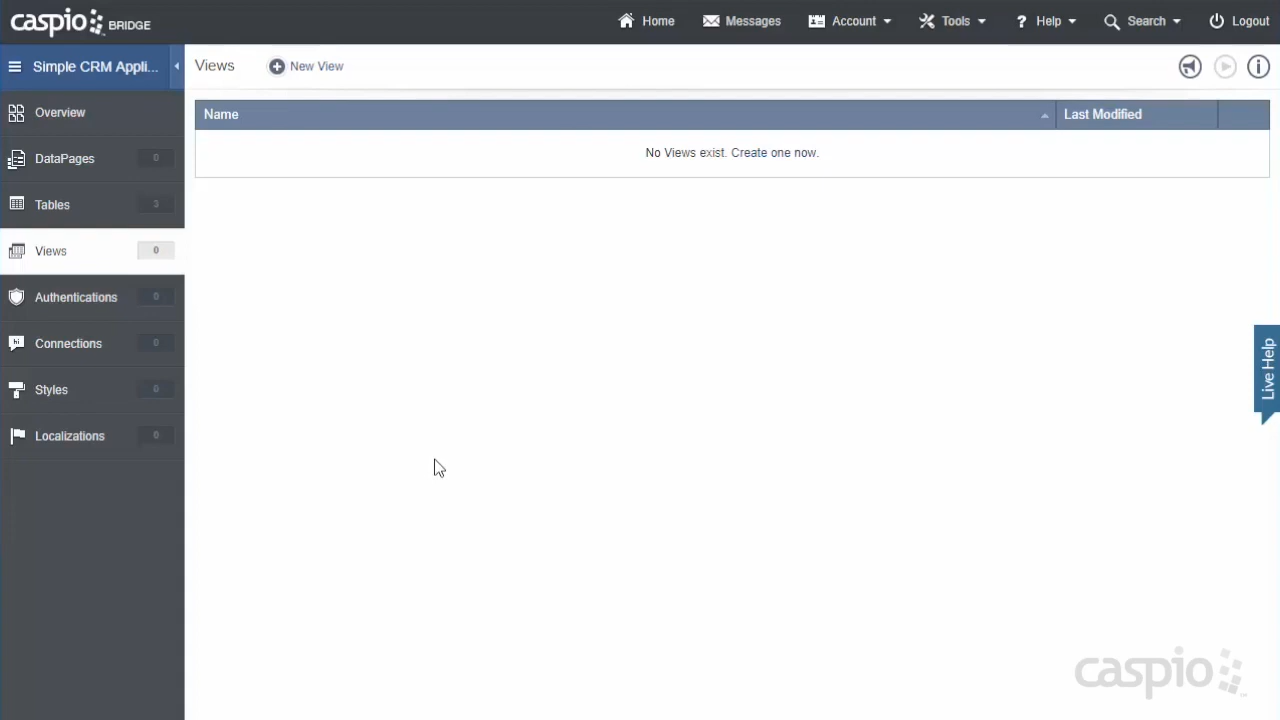 caspio BRIDGE
Home Messages Account Tools ? Help Search Logout
Simple CRM Appli... Views New View
Overview
DataPages 0
Tables 3
Views 0
Authentications 0
Connections 0
Styles 0
Localizations 0
Name Last Modified
No Views exist. Create one now.
Live Help
caspio